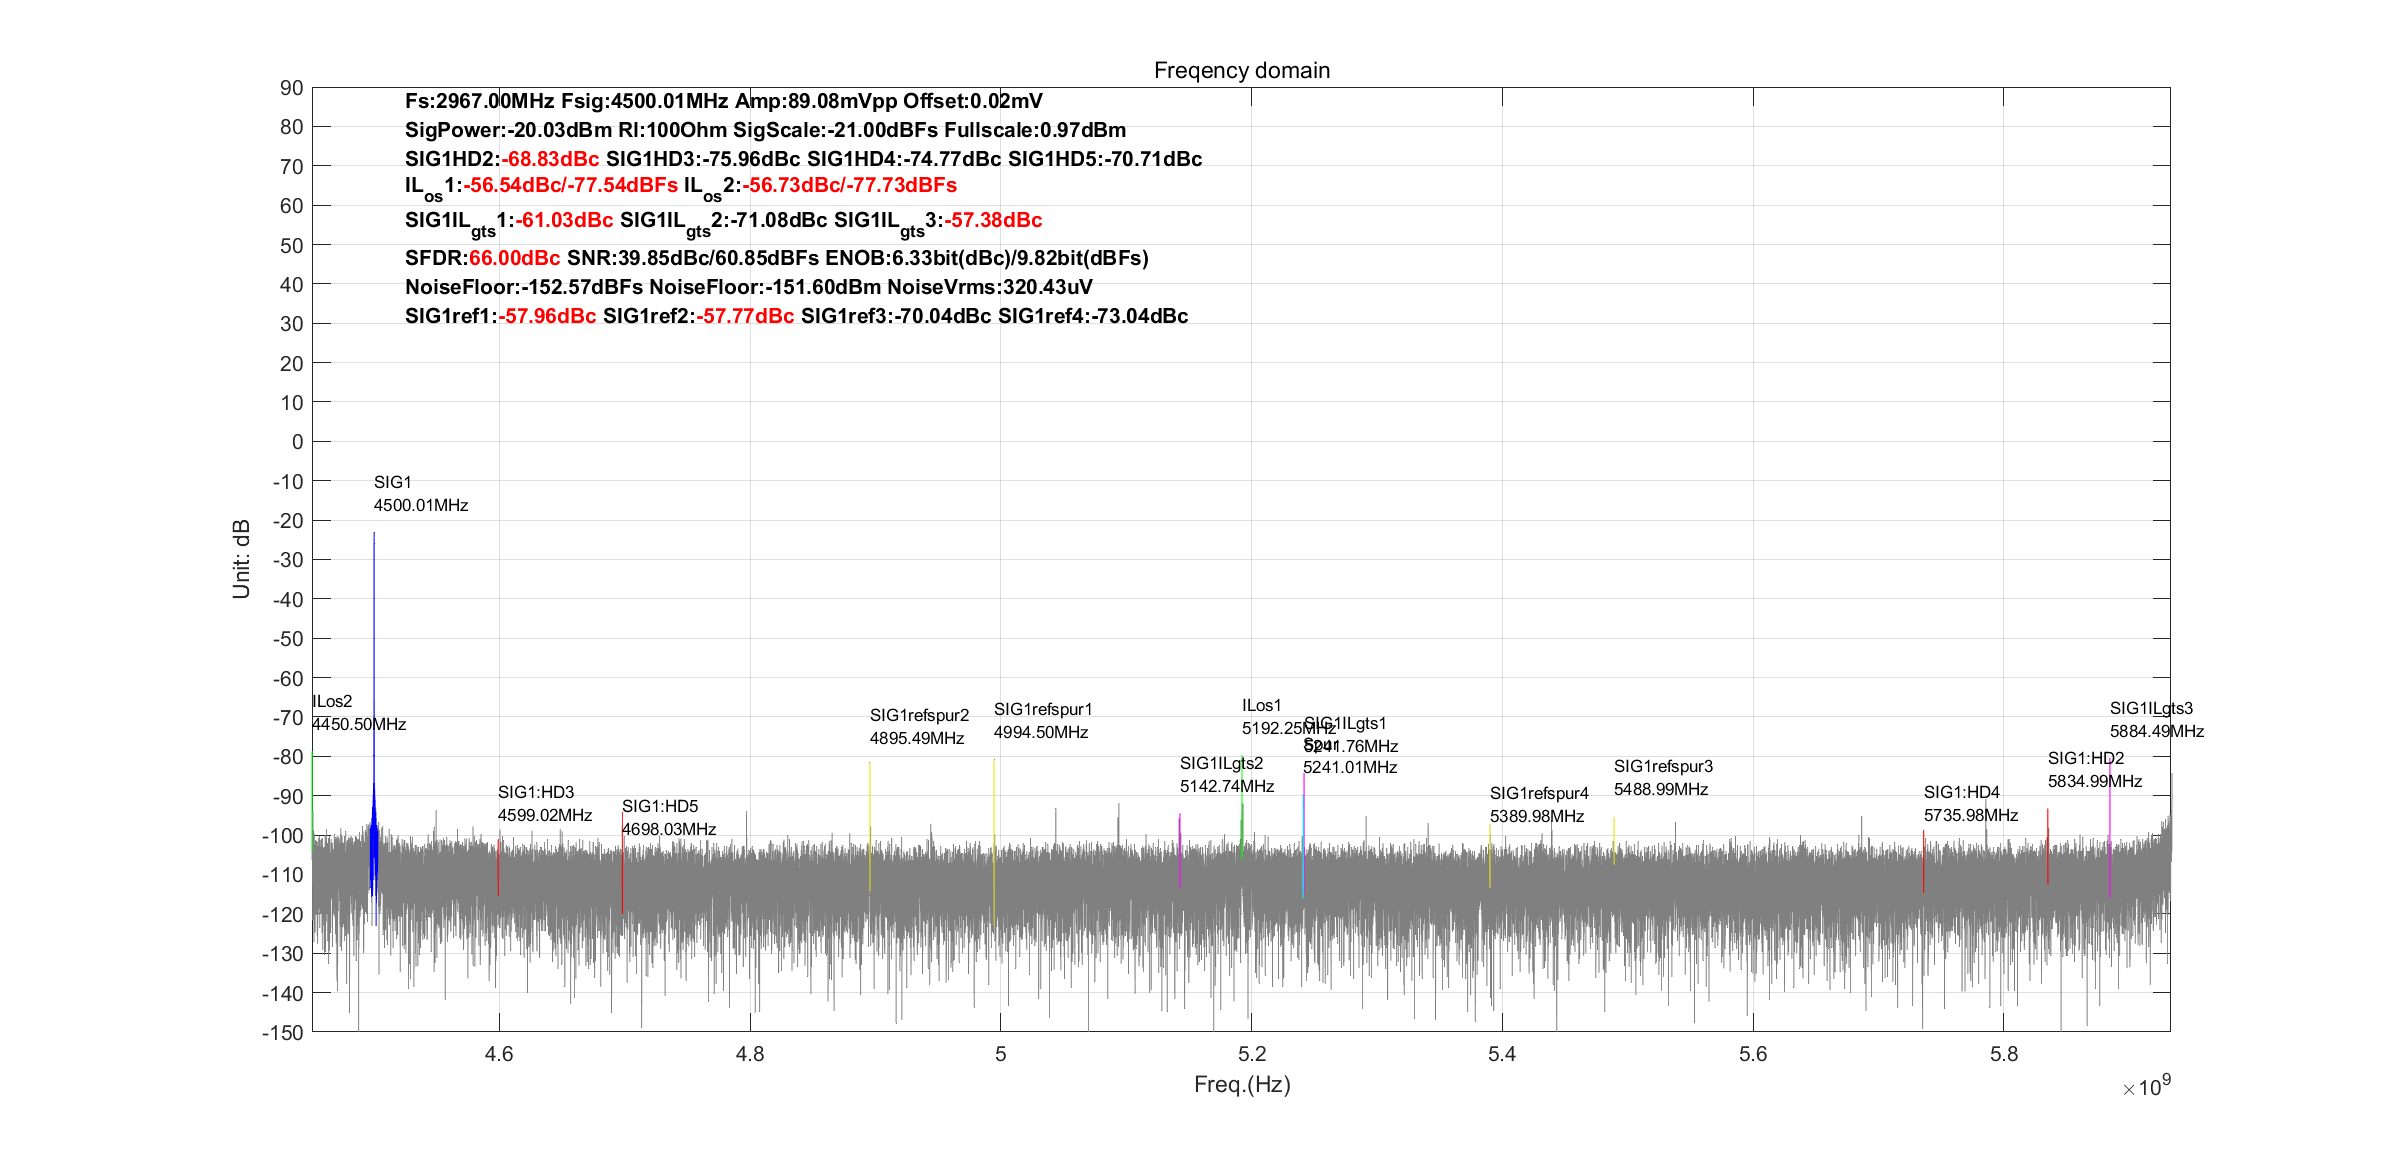 Freqency domain
Fs:2967.00MHz Fsig:4500.01MHz Amp:89.08mVpp Offset:0.02mV
SigPower:-20.03dBm Rl:100Ohm SigScale:-21.00dBFs Fullscale:0.97dBm
SIG1HD2:-68.83dBc SIG1HD3:-75.96dBc SIG1HD4:-74.77dBc SIG1HD5:-70.71dBc
ILos1:-56.54dBc/-77.54dBFs ILos2:-56.73dBc/-77.73dBFs
SIG1ILgts1:-61.03dBc SIG1ILgts2:-71.08dBc SIG1ILgts3:-57.38dBc
SFDR:66.00dBc SNR:39.85dBc/60.85dBFs ENOB:6.33bit(dBc)/9.82bit(dBFs)
NoiseFloor:-152.57dBFs NoiseFloor:-151.60dBm NoiseVrms:320.43uV
SIG1ref1:-57.96dBc SIG1ref2:-57.77dBc SIG1ref3:-70.04dBc SIG1ref4:-73.04dBc
90
80
70
60
50
40
30
20
10
0
-10
-20
-30
-40
-50
-60
-70
-80
-90
-100
-110
-120
-130
-140
-150
Unit: dB
SIG1
4500.01MHz
ILos2
4450.50MHz
SIG1:HD3
4599.02MHz
SIG1:HD5
4698.03MHz
SIG1refspur2
4895.49MHz
SIG1refspur1
4994.50MHz
SIG1ILgts2
5142.74MHz
ILos1
5192.25MHz
SIG1ILgts1
5241.76MHz
Spur
5241.01MHz
SIG1refspur4
5389.98MHz
SIG1refspur3
5488.99MHz
SIG1:HD4
5735.98MHz
SIG1:HD2
5834.99MHz
SIG1ILgts3
5884.49MHz
4.6
4.8
5
5.2
5.4
5.6
5.8
Freq.(Hz)
×10^9